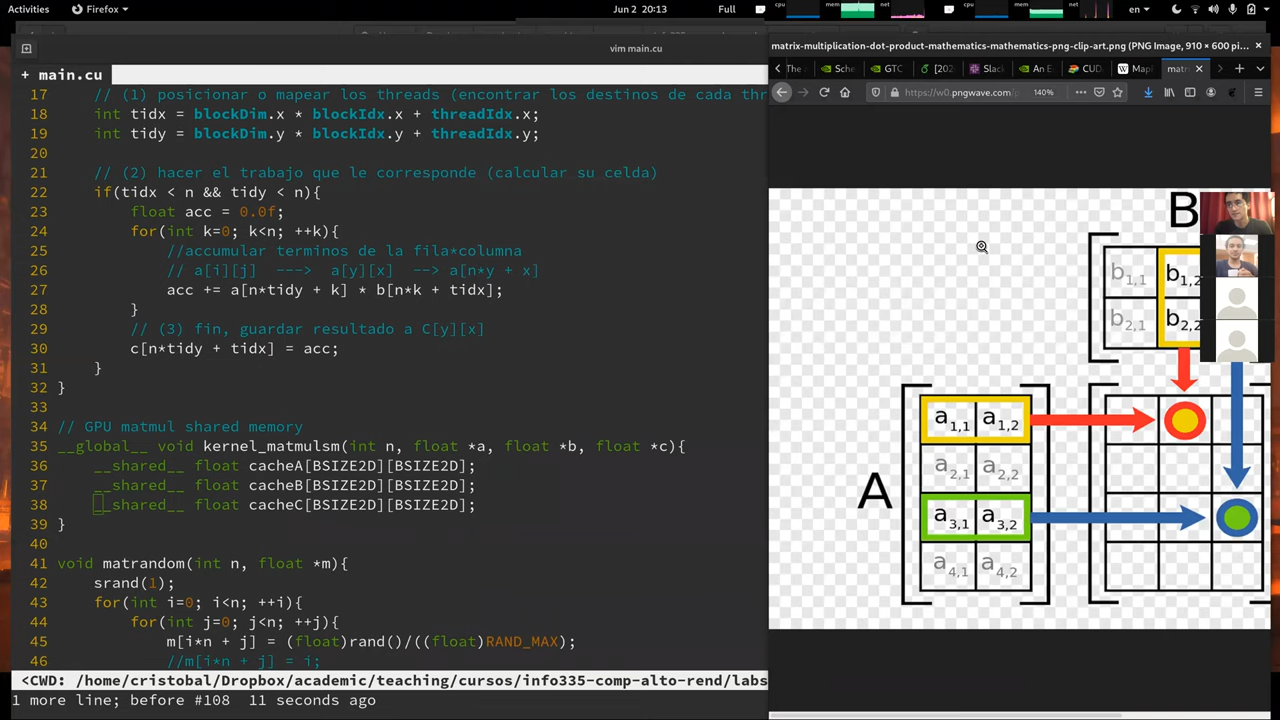 Activities
Firefox
Jun 2 20:13
Full
cpu
mem
net
cpu
mem
net
en
vim main.cu
+ main.cu
17 // (1) posicionar o mapear los threads (encontrar los destinos de cada thr
18 int tidx = blockDim.x * blockIdx.x + threadIdx.x;
19 int tidy = blockDim.y * blockIdx.y + threadIdx.y;
20
21 // (2) hacer el trabajo que le corresponde (calcular su celda)
22 if(tidx < n && tidy < n){
23 float acc = 0.0f;
24 for(int k=0; k<n; ++k){
25 //accumular terminos de la fila*columna
26 // a[i][j] ---> a[y][x] --> a[n*y + x]
27 acc += a[n*tidy + k] * b[n*k + tidx];
28 }
29 // (3) fin, guardar resultado a C[y][x]
30 c[n*tidy + tidx] = acc;
31 }
32 }
33
34 // GPU matmul shared memory
35 __global__ void kernel_matmulsm(int n, float *a, float *b, float *c){
36 __shared__ float cacheA[BSIZE2D][BSIZE2D];
37 __shared__ float cacheB[BSIZE2D][BSIZE2D];
38 __shared__ float cacheC[BSIZE2D][BSIZE2D];
39 }
40
41 void matrandom(int n, float *m){
42 srand(1);
43 for(int i=0; i<n; ++i){
44 for(int j=0; j<n; ++j){
45 m[i*n + j] = (float)rand()/((float)RAND_MAX);
46 //m[i*n + j] = i;
<CWD: /home/cristobal/Dropbox/academic/teaching/cursos/info335-comp-alto-rend/labs
1 more line; before #108 11 seconds ago
matrix-multiplication-dot-product-mathematics-mathematics-png-clip-art.png (PNG Image, 910 × 600 pi…
The
Sche
GTC
[202
Slack
An E
CUD
Map
matr
https://w0.pngwave.com/
140%
B
b1,1 b1,2
b2,1 b2,2
A
a1,1 a1,2
a2,1 a2,2
a3,1 a3,2
a4,1 a4,2